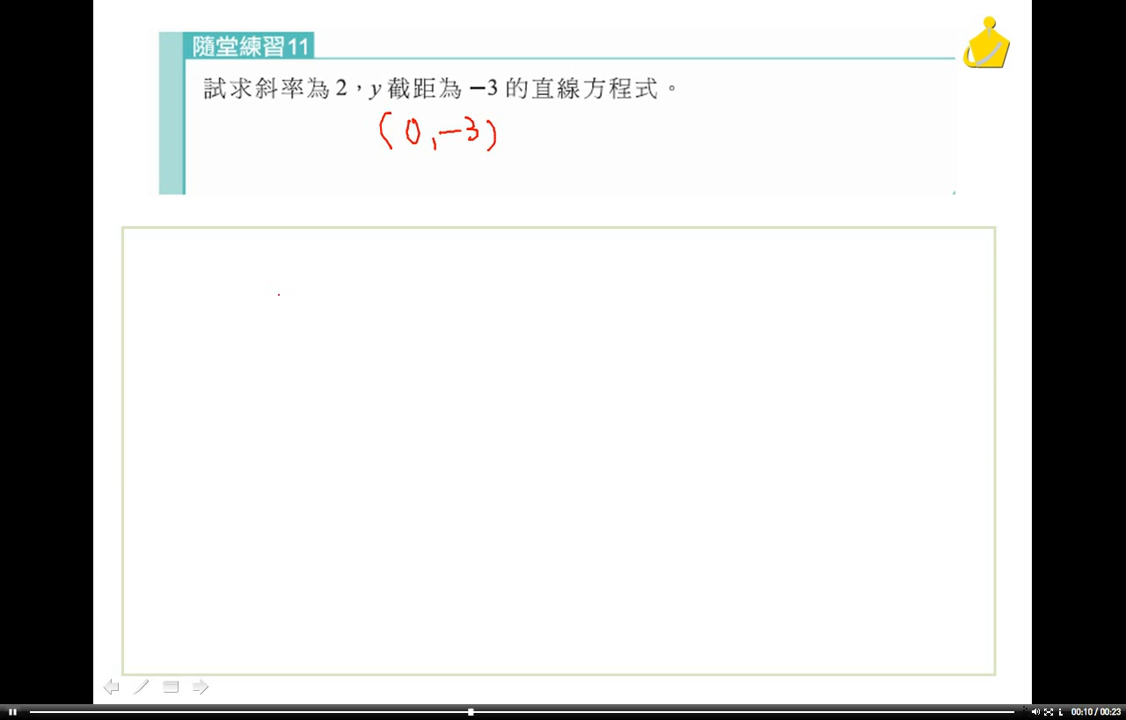 隨堂練習11
試求斜率為 2，y 截距為 −3 的直線方程式。
(0,−3)
00:10 / 00:23